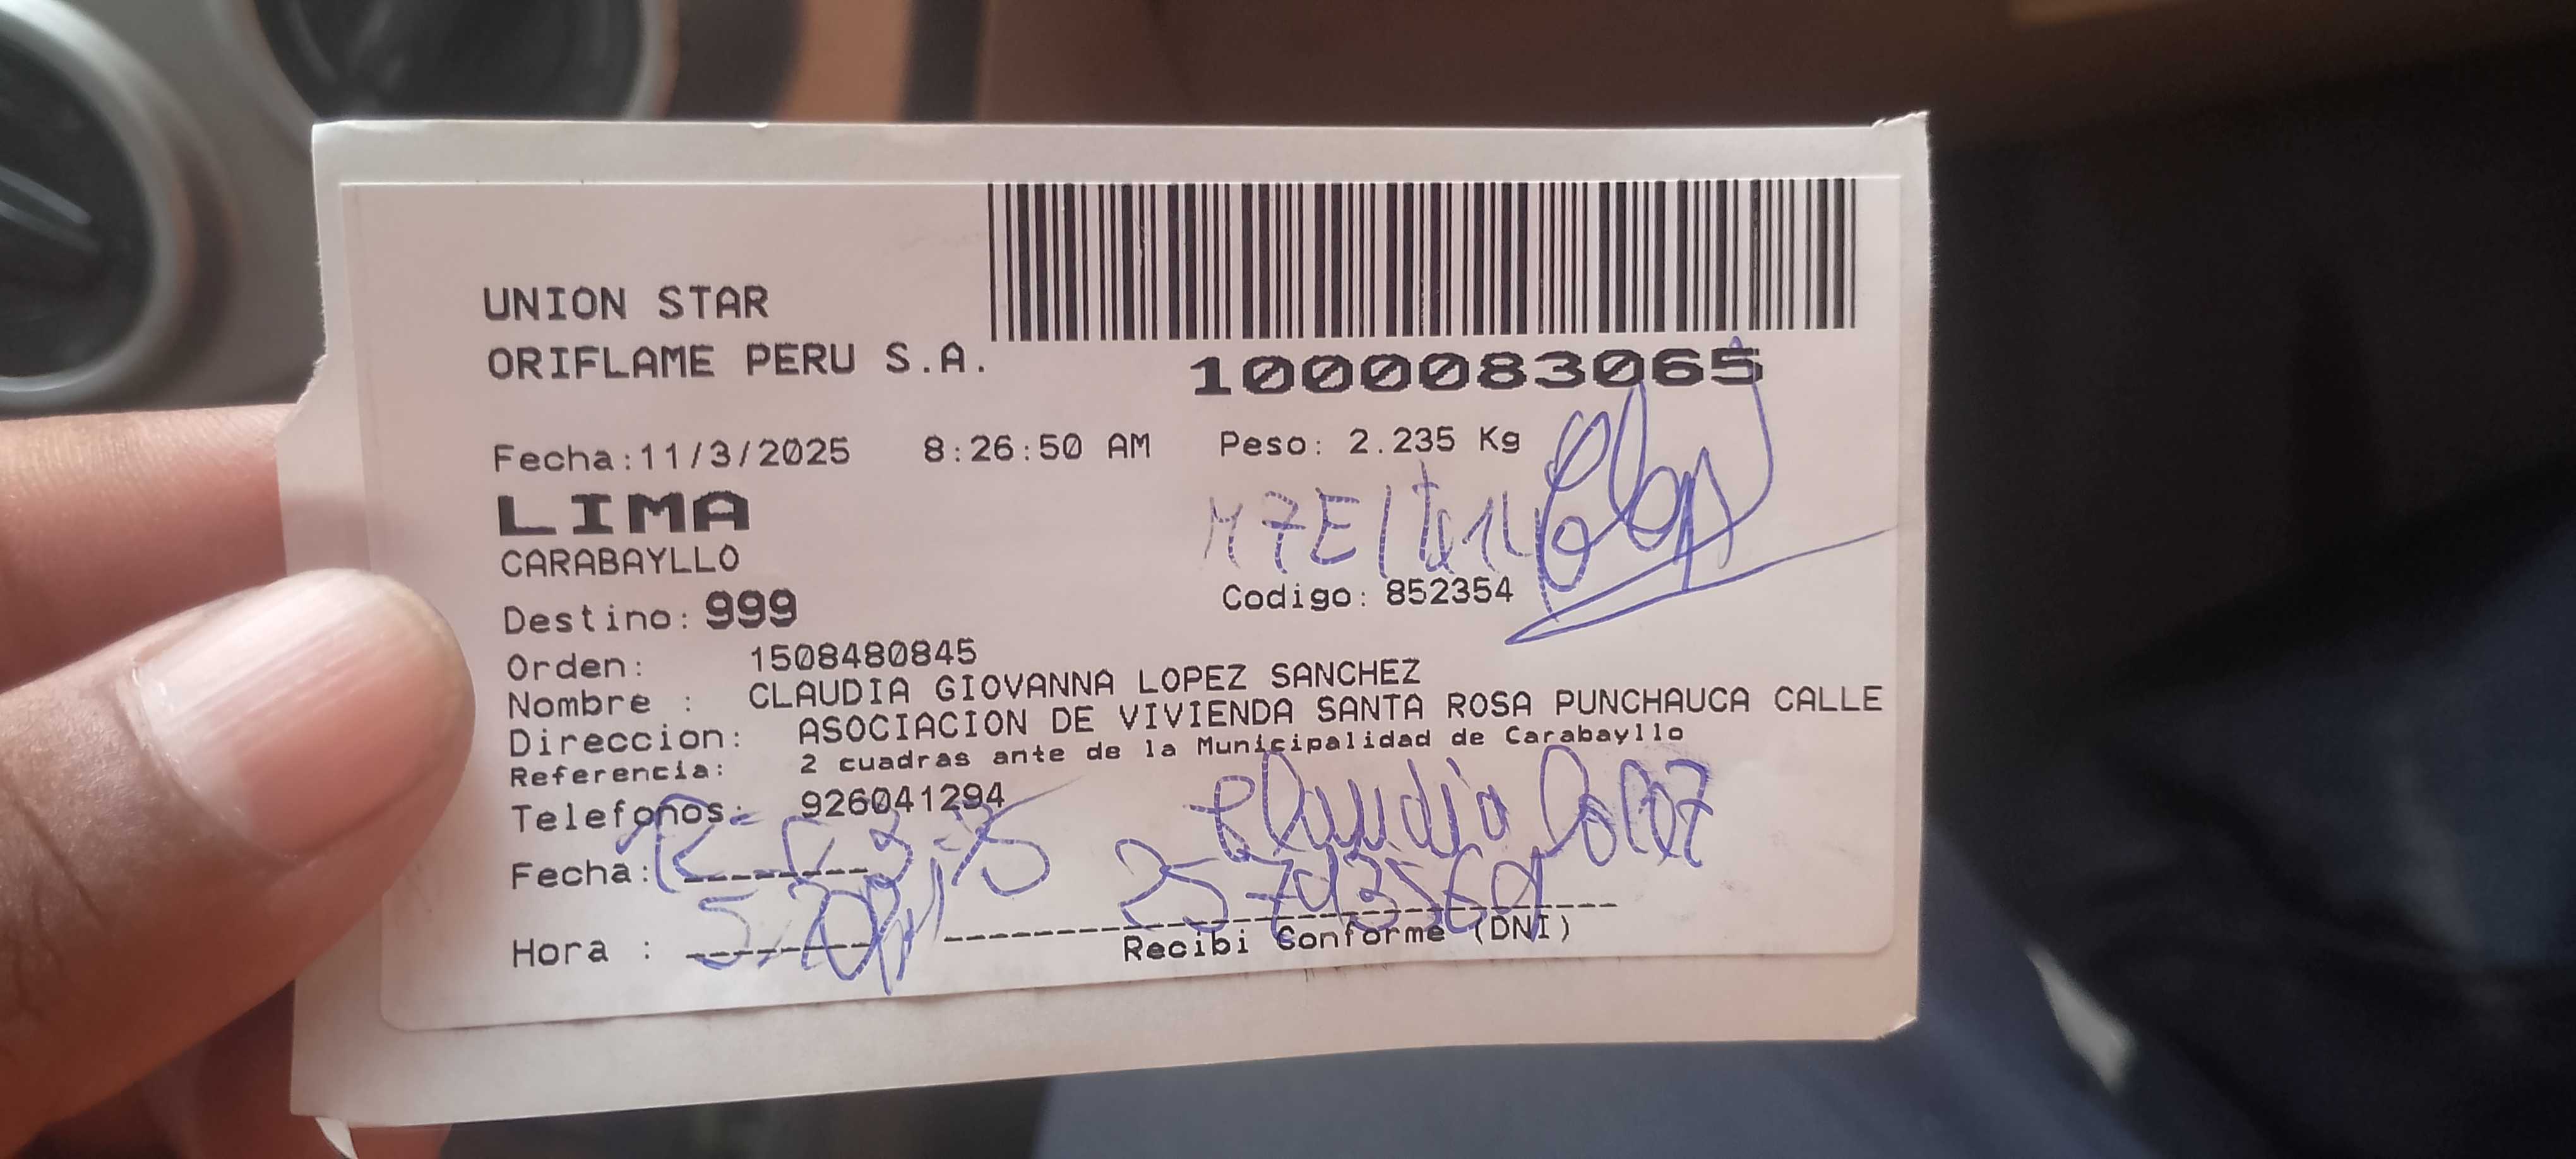 UNION STAR
ORIFLAME PERU S.A.
1000083065
Fecha:11/3/2025 8:26:50 AM Peso: 2.235 Kg
LIMA
CARABAYLLO
Destino: 999 Codigo: 852354
Orden: 1508480845
Nombre : CLAUDIA GIOVANNA LOPEZ SANCHEZ
Direccion: ASOCIACION DE VIVIENDA SANTA ROSA PUNCHAUCA CALLE
Referencia: 2 cuadras ante de la Municipalidad de Carabayllo
Telefonos: 926041294
Claudia
Fecha:
Hora :
Recibi Conforme (DNI)